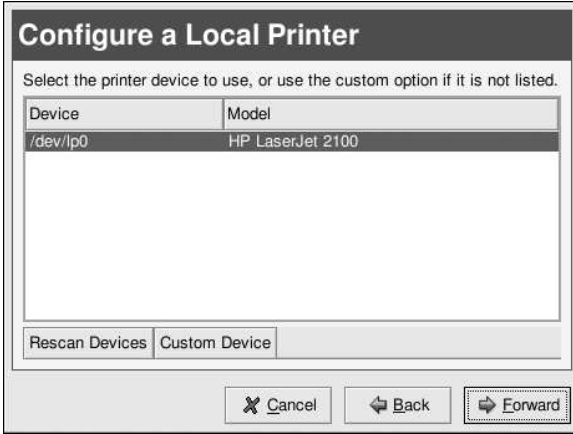 Configure a Local Printer
Select the printer device to use, or use the custom option if it is not listed.
Device Model
/dev/lp0 HP LaserJet 2100
Rescan Devices Custom Device
Cancel Back Forward